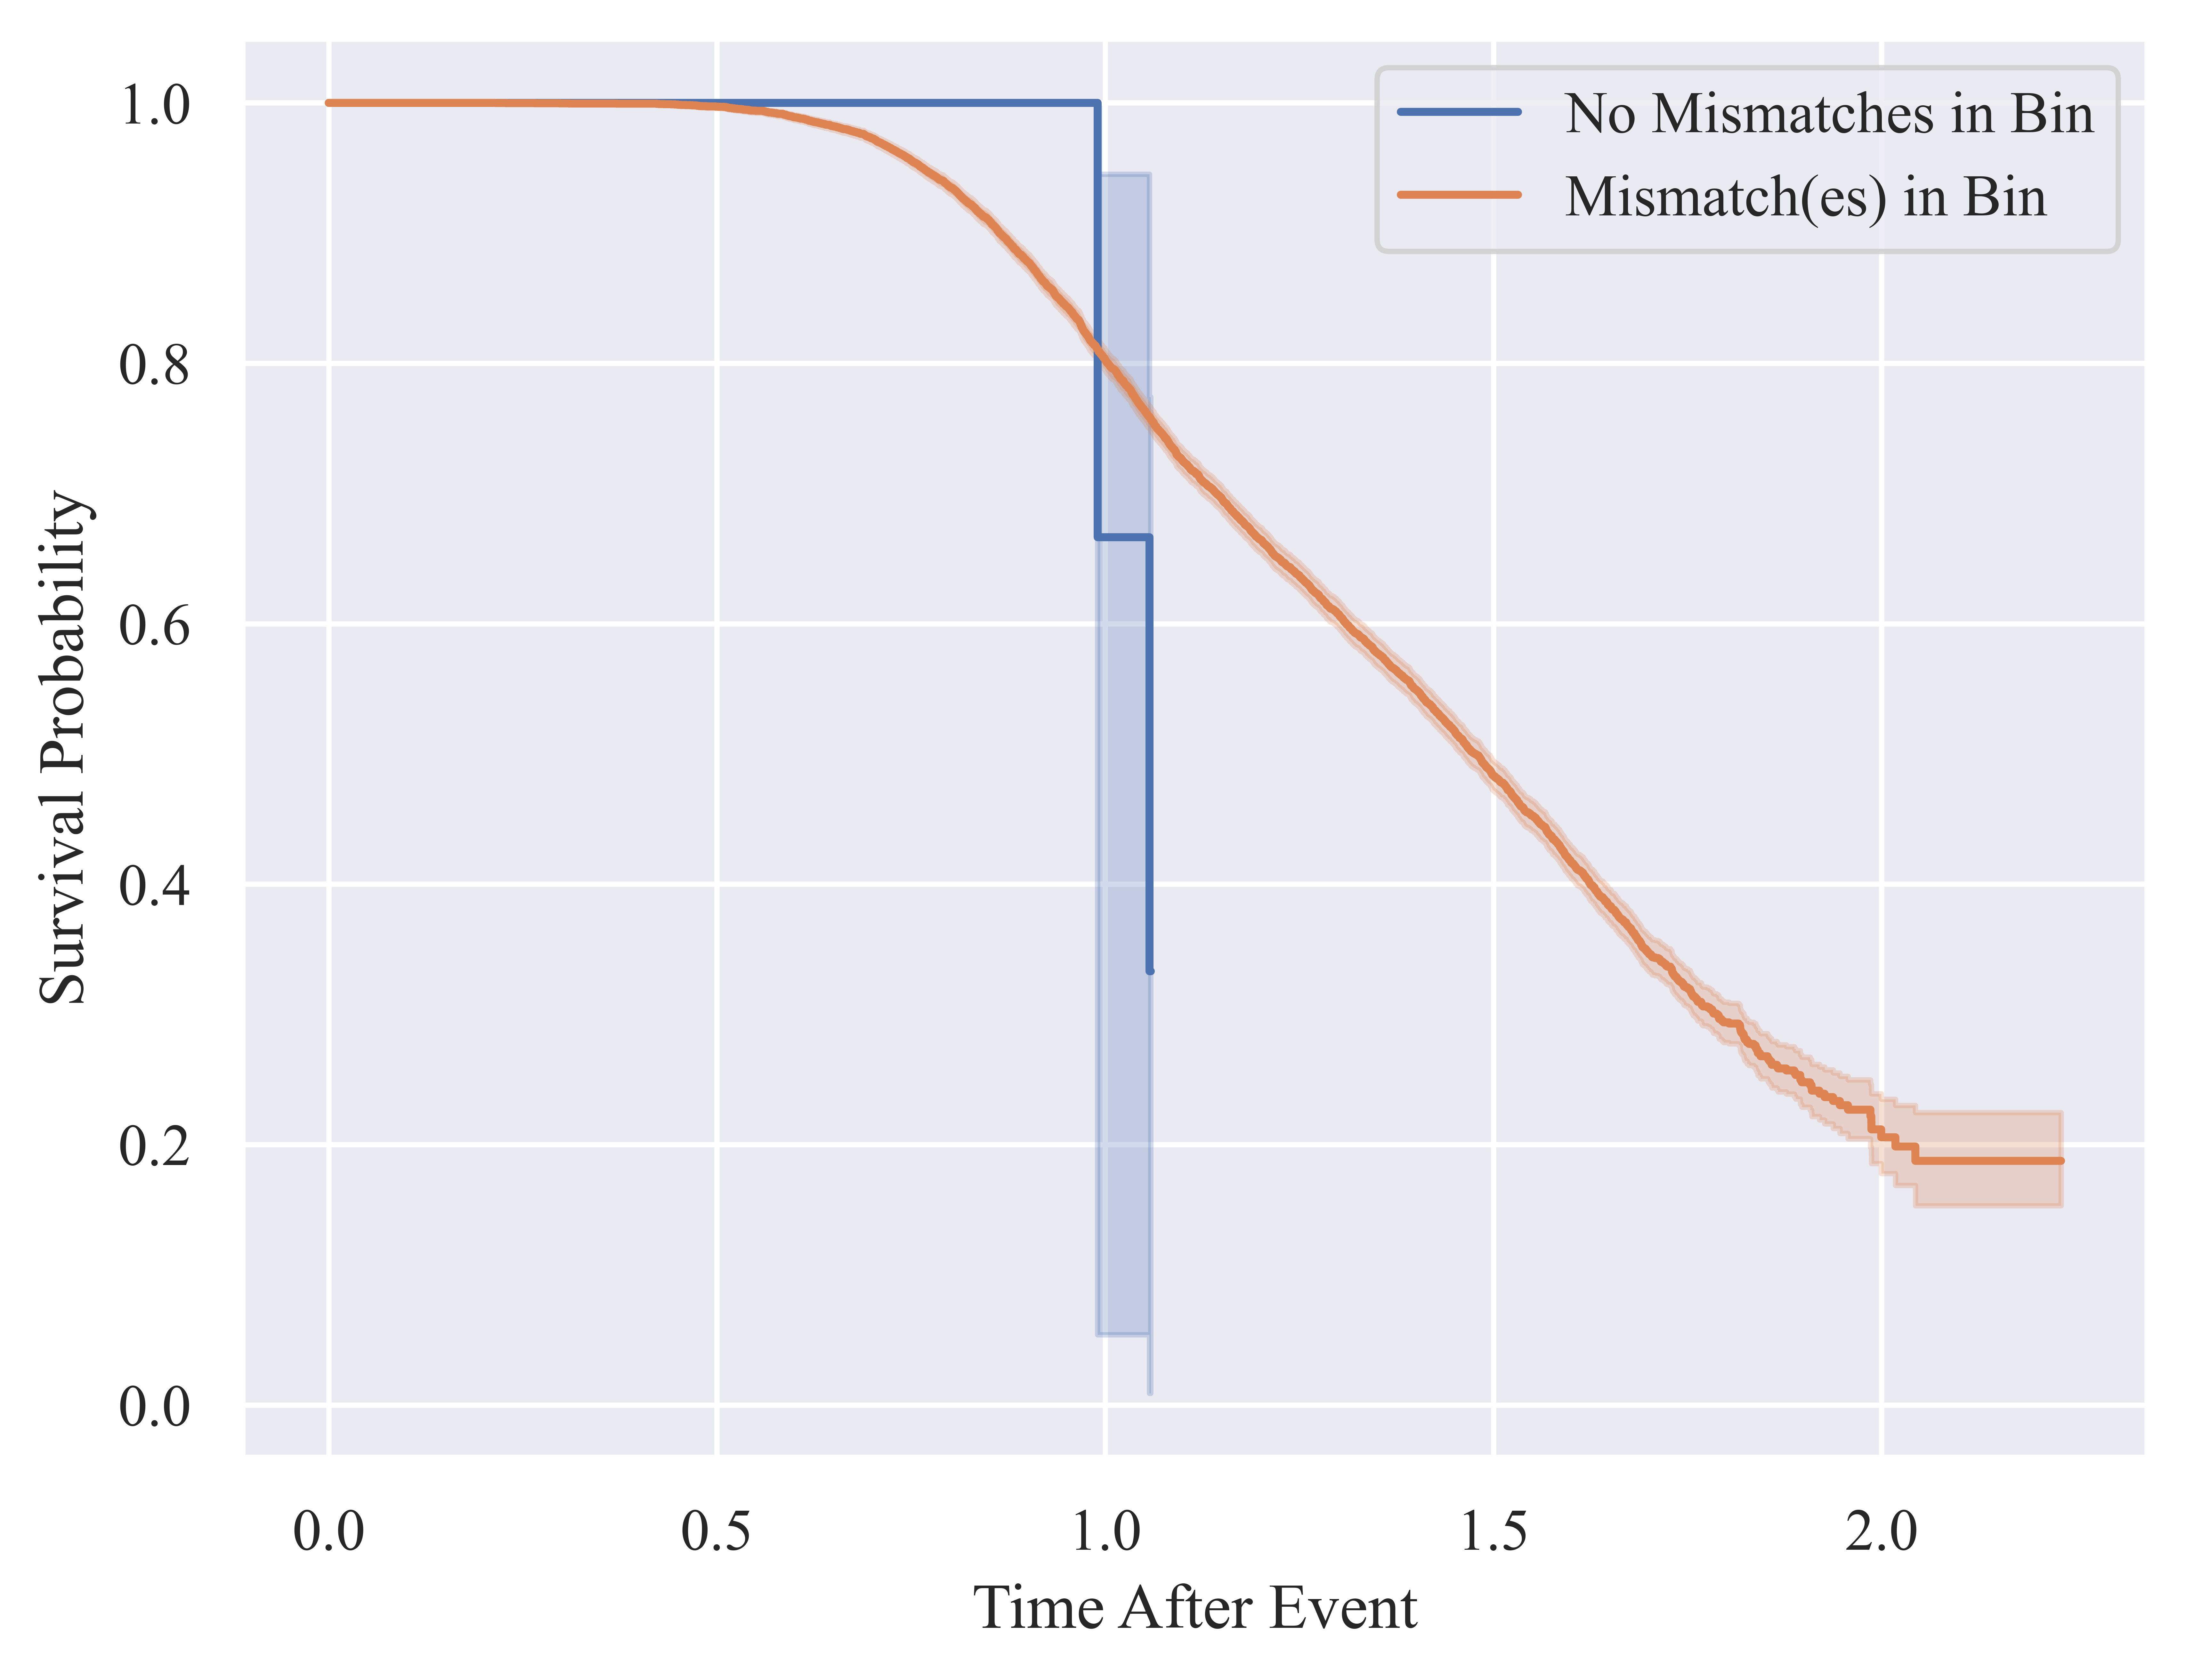 1.0
0.8
0.6
0.4
0.2
0.0
Survival Probability
No Mismatches in Bin
Mismatch(es) in Bin
0.0 0.5 1.0 1.5 2.0
Time After Event